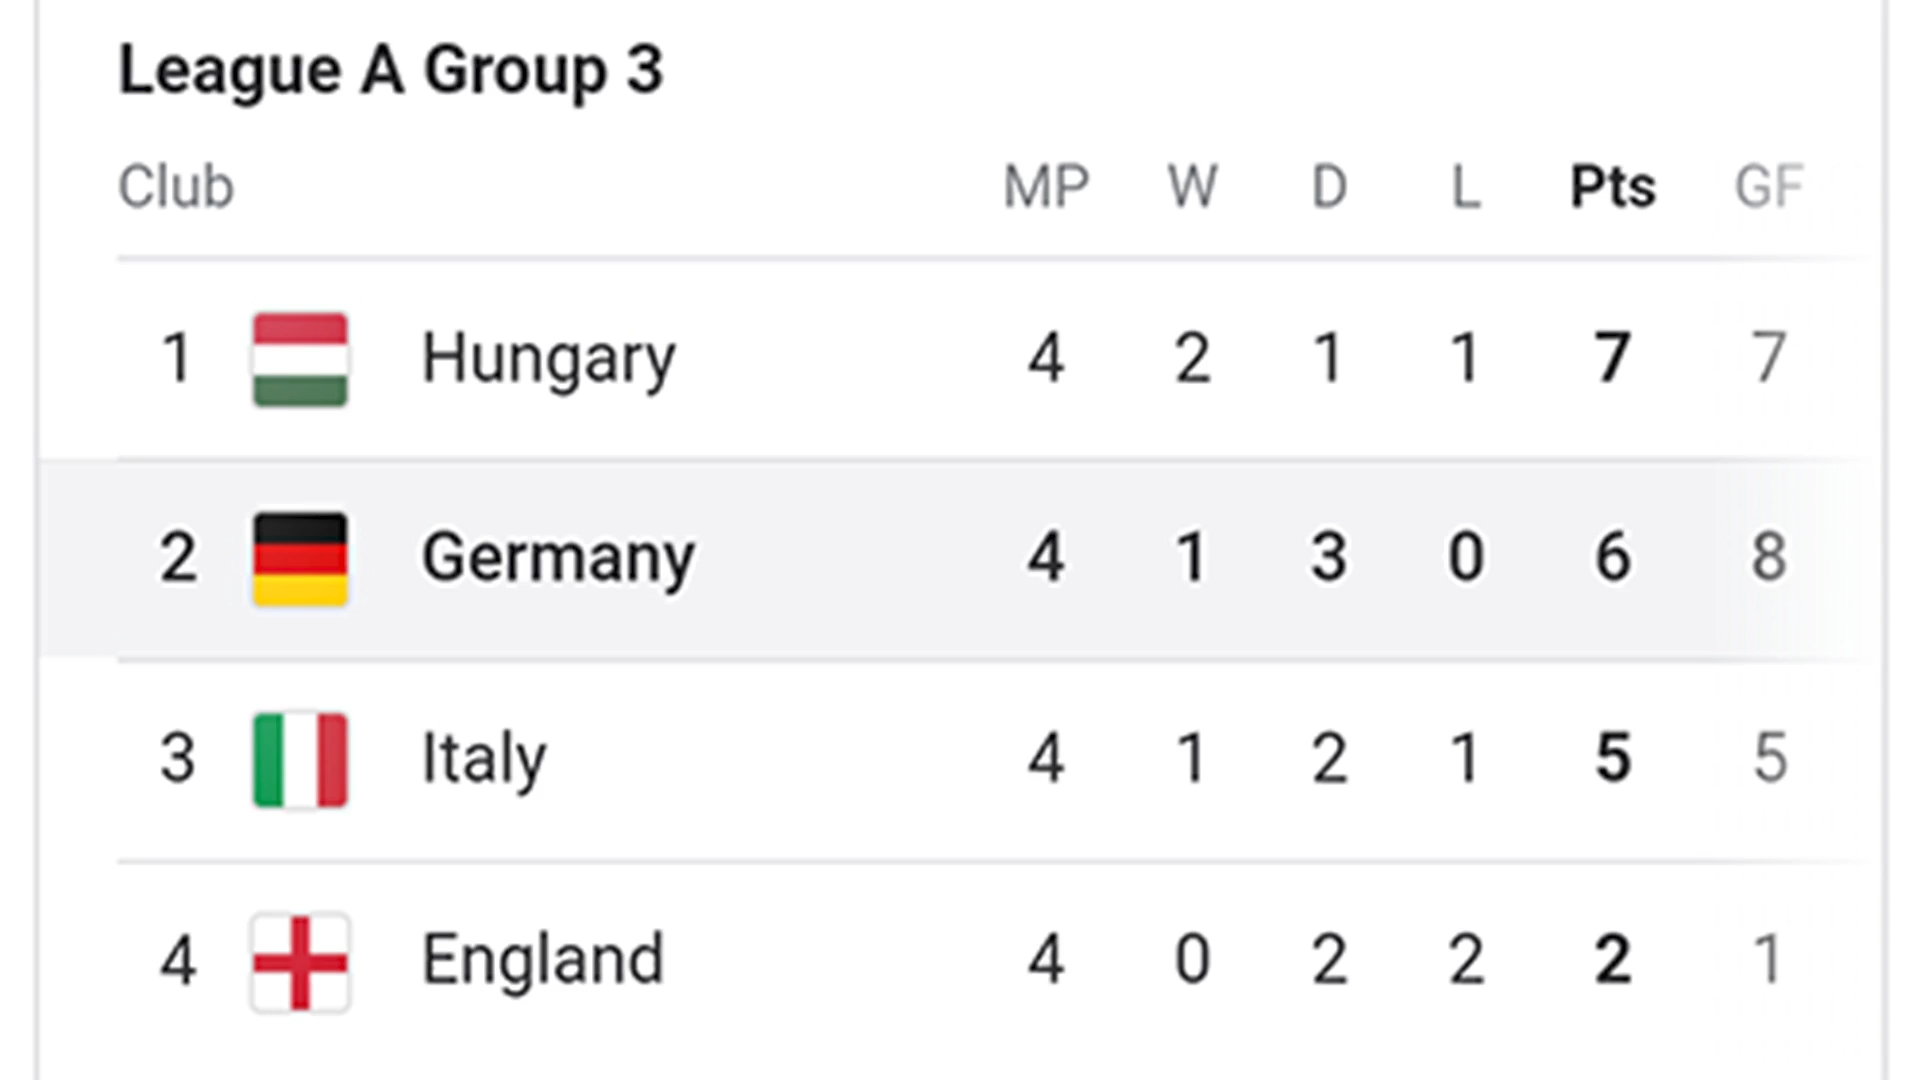 League A Group 3
Club MP W D L Pts GF
1 Hungary 4 2 1 1 7 7
2 Germany 4 1 3 0 6 8
3 Italy 4 1 2 1 5 5
4 England 4 0 2 2 2 1